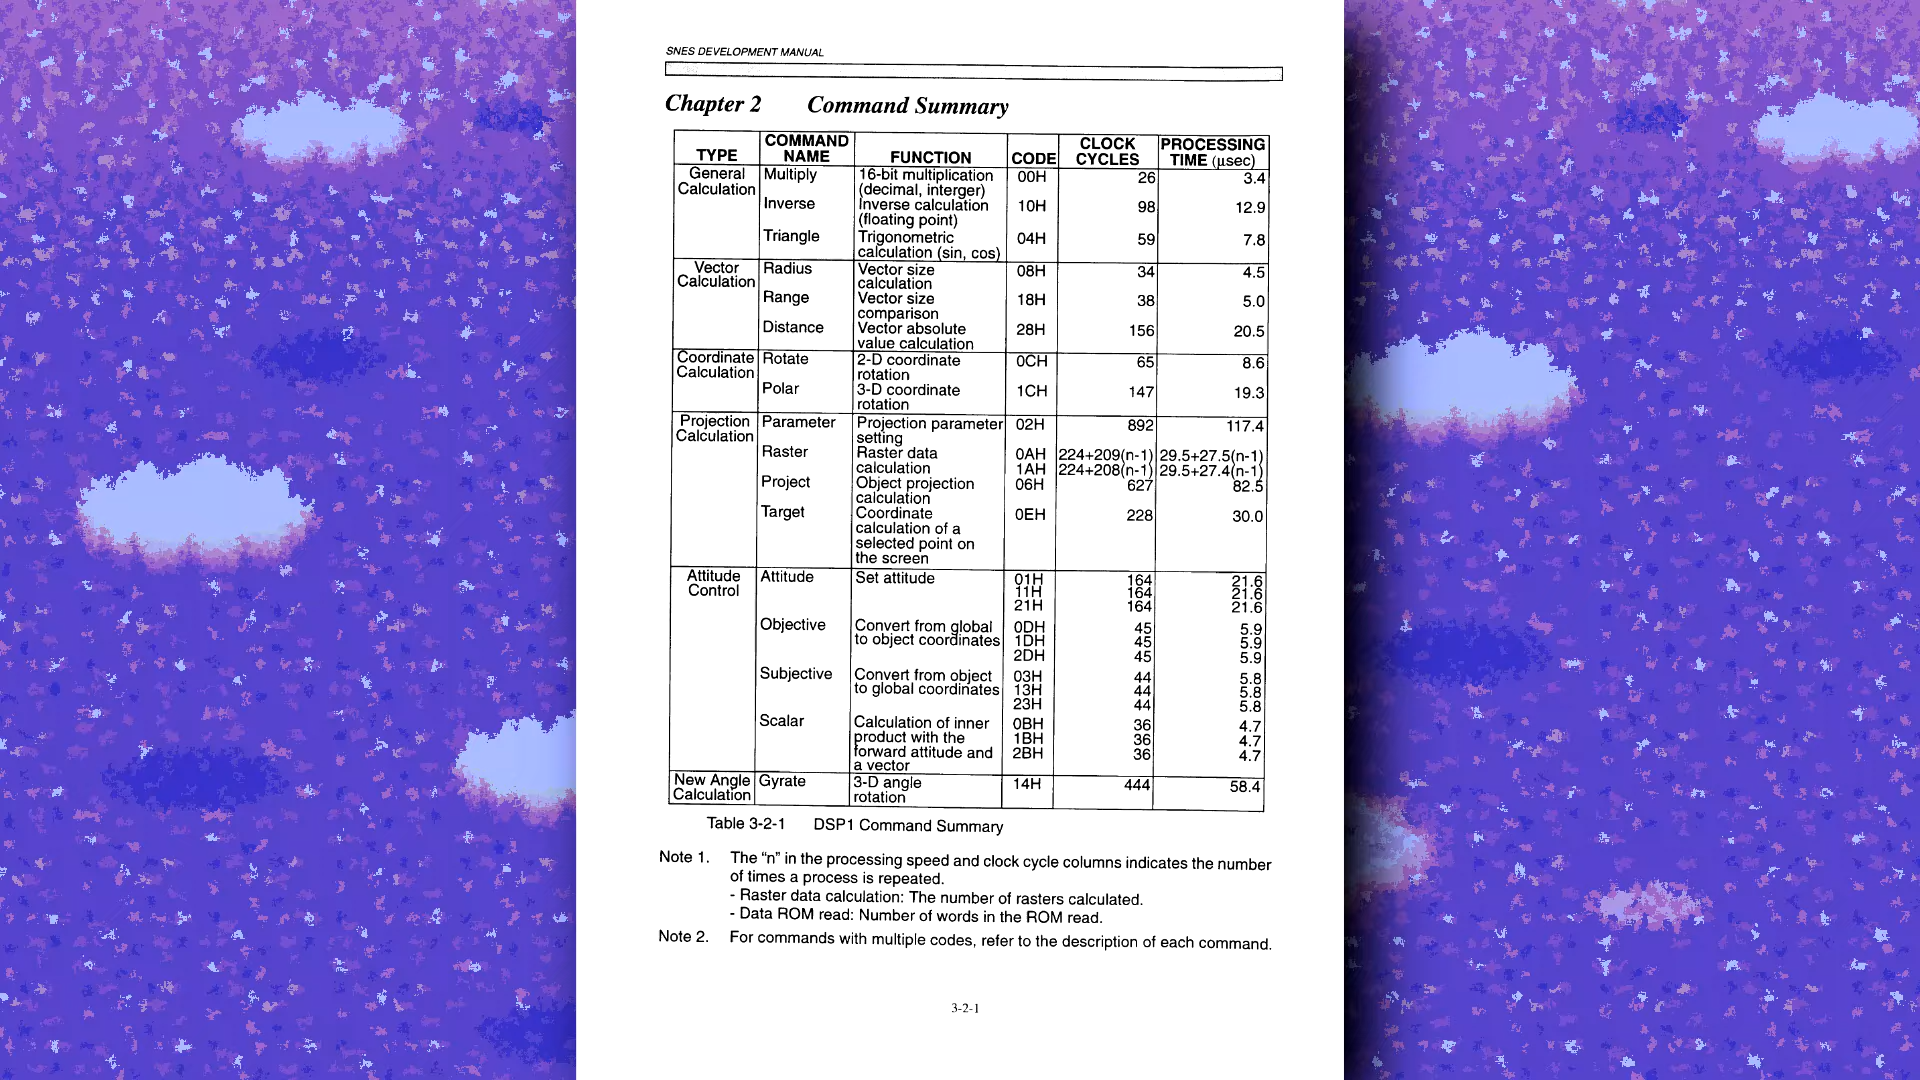 SNES DEVELOPMENT MANUAL
Chapter 2 Command Summary
TYPE COMMAND NAME FUNCTION CODE CLOCK CYCLES PROCESSING TIME (μsec)
General Calculation Multiply 16-bit multiplication (decimal, interger) 00H 26 3.4
Inverse Inverse calculation (floating point) 10H 98 12.9
Triangle Trigonometric calculation (sin, cos) 04H 59 7.8
Vector Calculation Radius Vector size calculation 08H 34 4.5
Range Vector size comparison 18H 38 5.0
Distance Vector absolute value calculation 28H 156 20.5
Coordinate Calculation Rotate 2-D coordinate rotation 0CH 65 8.6
Polar 3-D coordinate rotation 1CH 147 19.3
Projection Calculation Parameter Projection parameter setting 02H 892 117.4
Raster Raster data calculation 0AH 224+209(n-1) 29.5+27.5(n-1)
1AH 224+208(n-1) 29.5+27.4(n-1)
Project Object projection calculation 06H 627 82.5
Target Coordinate calculation of a selected point on the screen 0EH 228 30.0
Attitude Control Attitude Set attitude 01H 164 21.6
11H 164 21.6
21H 164 21.6
Objective Convert from global to object coordinates 0DH 45 5.9
1DH 45 5.9
2DH 45 5.9
Subjective Convert from object to global coordinates 03H 44 5.8
13H 44 5.8
23H 44 5.8
Scalar Calculation of inner product with the forward attitude and a vector 0BH 36 4.7
1BH 36 4.7
2BH 36 4.7
New Angle Calculation Gyrate 3-D angle rotation 14H 444 58.4
Table 3-2-1 DSP1 Command Summary
Note 1. The “n” in the processing speed and clock cycle columns indicates the number
of times a process is repeated.
- Raster data calculation: The number of rasters calculated.
- Data ROM read: Number of words in the ROM read.
Note 2. For commands with multiple codes, refer to the description of each command.
3-2-1